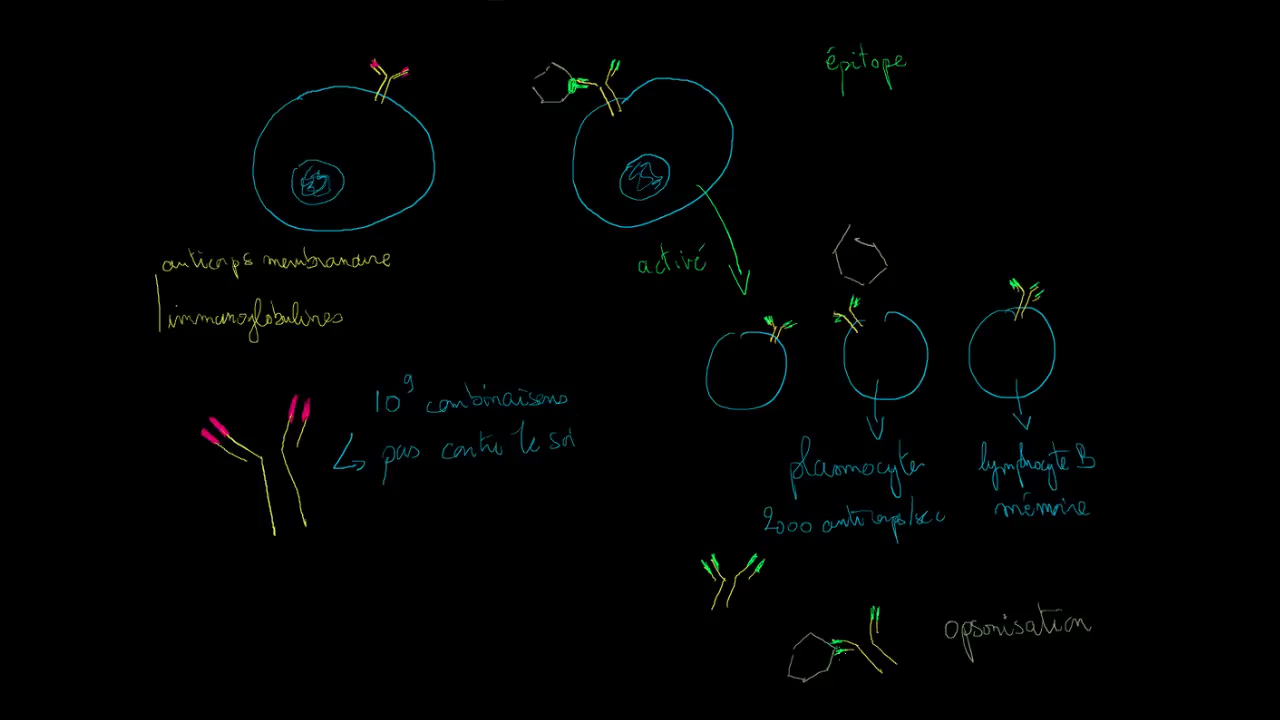 épitope
anticorps membranaire
immunoglobulines
activé
10⁹ combinaisons
↳ pas contre le soi
plasmocyte
2000 anticorps/sec
lymphocyte B
mémoire
opsonisation